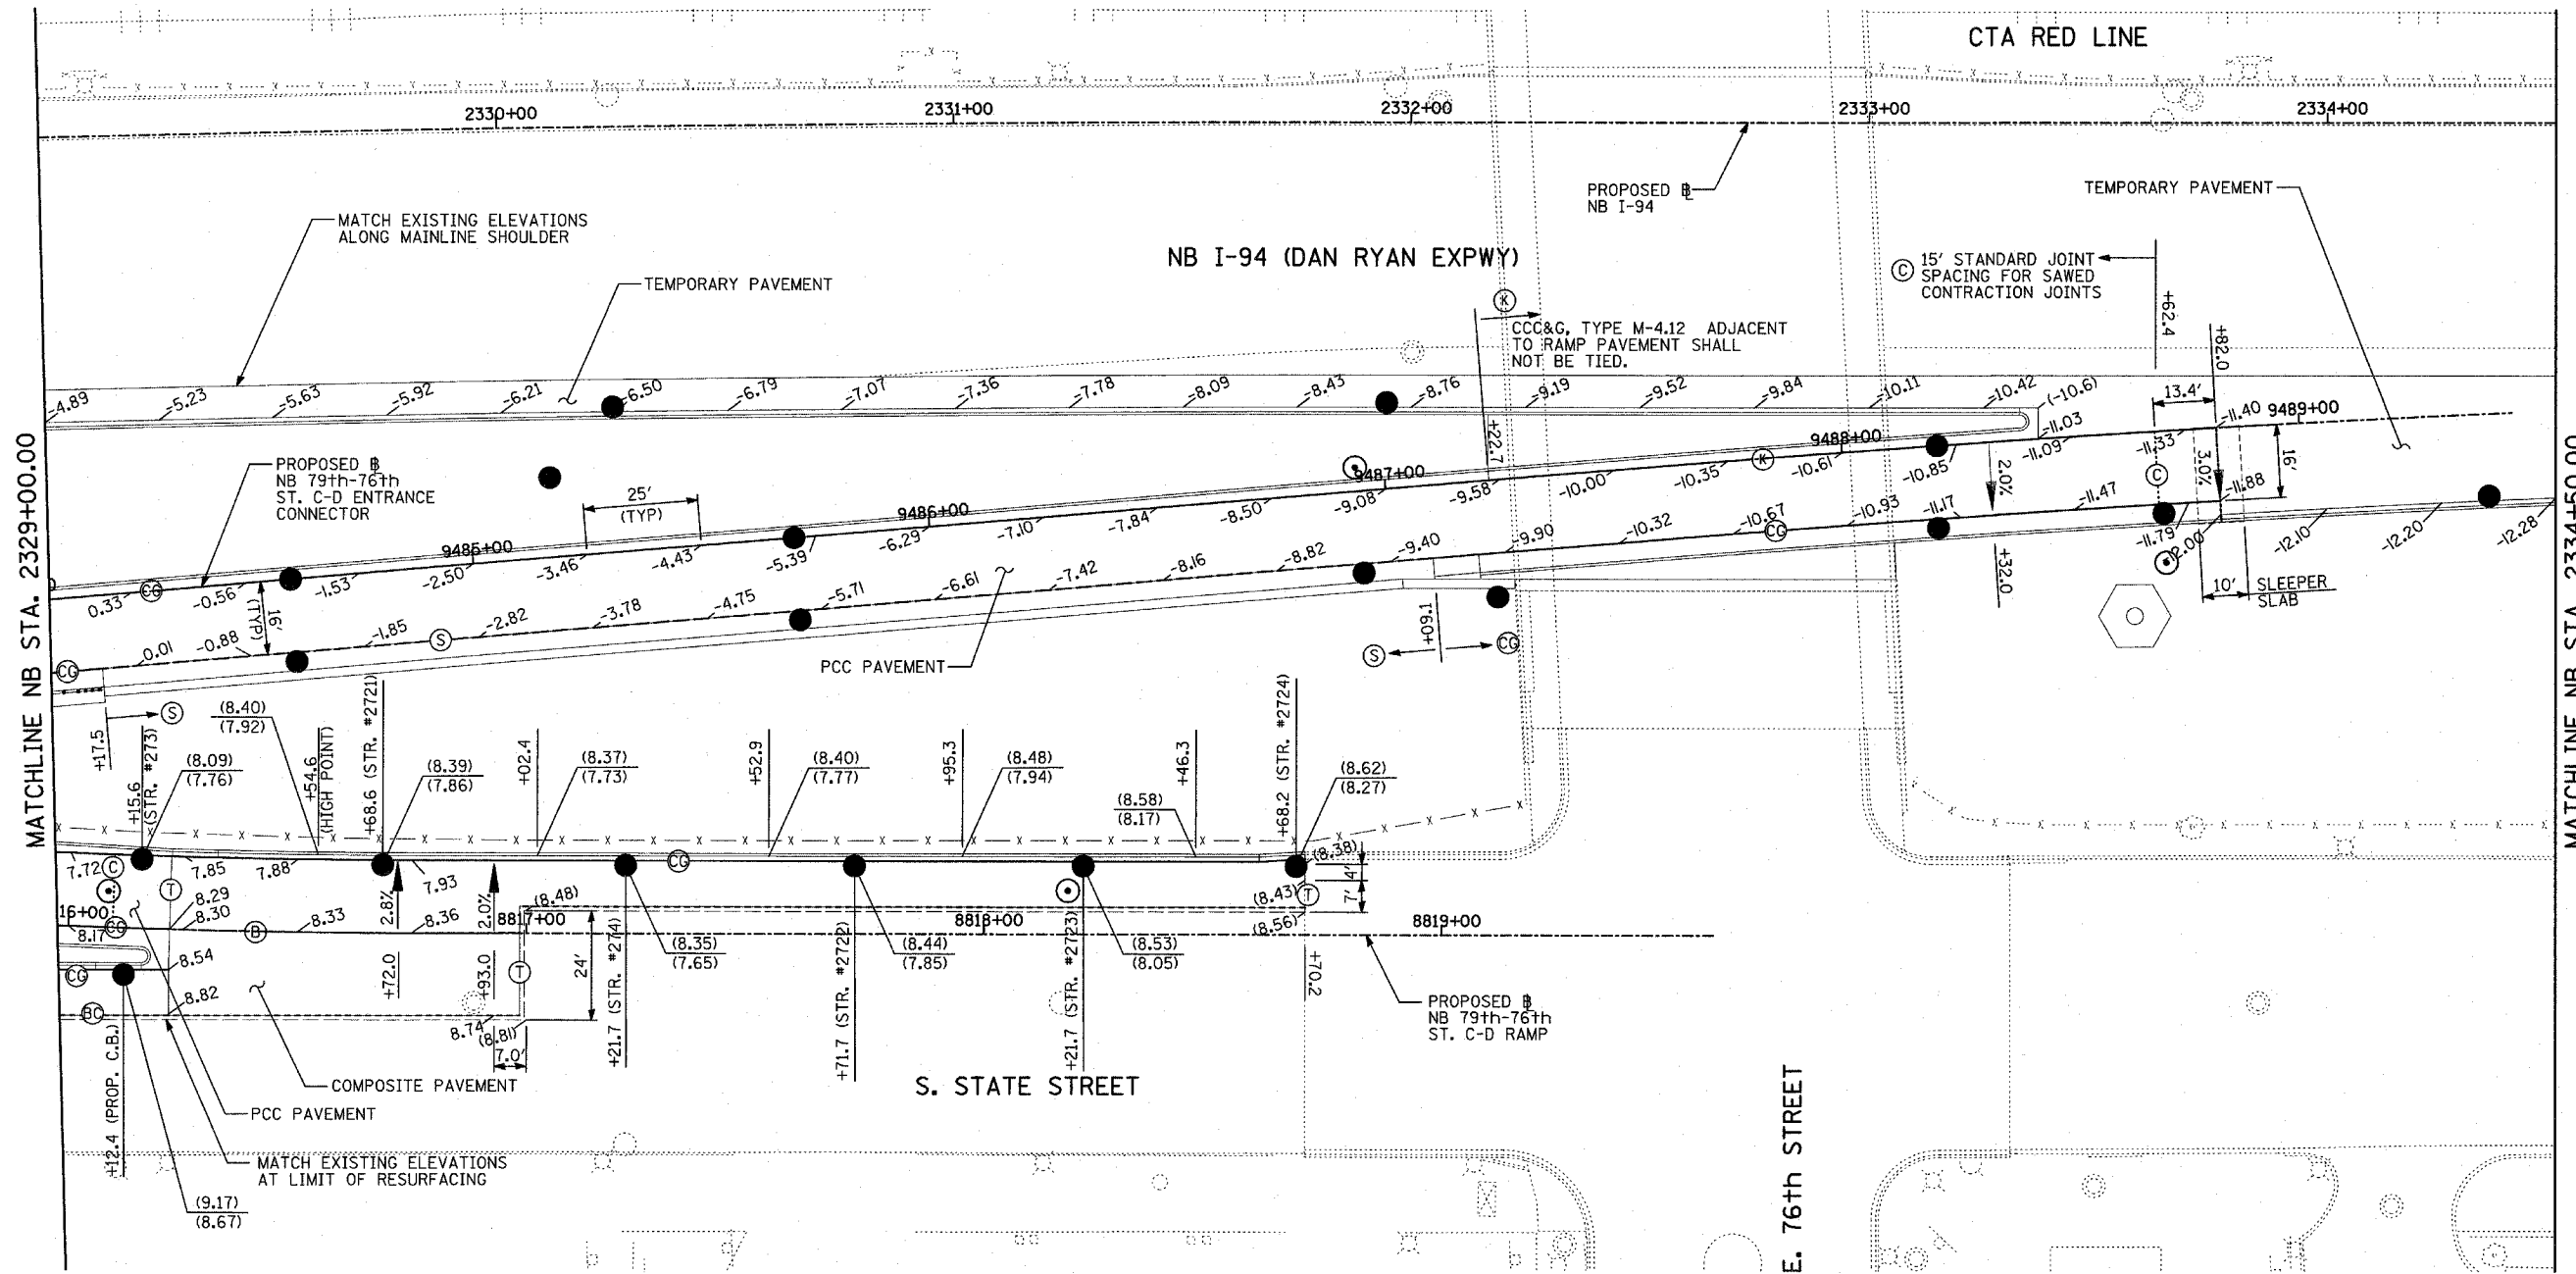 CTA RED LINE
2330+00
2331+00
2332+00
2333+00
2334+00
PROPOSED ℄
NB I-94
TEMPORARY PAVEMENT
MATCH EXISTING ELEVATIONS
ALONG MAINLINE SHOULDER
NB I-94 (DAN RYAN EXPWY)
TEMPORARY PAVEMENT
C
15' STANDARD JOINT
SPACING FOR SAWED
CONTRACTION JOINTS
K
CCC&G, TYPE M-4.12 ADJACENT
TO RAMP PAVEMENT SHALL
NOT BE TIED.
+62.4
+82.0
-4.89
-5.23
-5.63
-5.92
-6.21
-6.50
-6.79
-7.07
-7.36
-7.78
-8.09
-8.43
-8.76
-9.19
-9.52
-9.84
-10.11
-10.42
(-10.6)
13.4'
-11.40
9489+00
MATCHLINE NB STA. 2329+00.00
MATCHLINE NB STA. 2334+50.00
PROPOSED ℄
NB 79th-76th
ST. C-D ENTRANCE
CONNECTOR
25'
(TYP)
9485+00
9486+00
9487+00
9488+00
+22.7
0.33
CG
-0.56
-1.53
-2.50
-3.46
-4.43
-5.39
-6.29
-7.10
-7.84
-8.50
-9.08
-9.58
-10.00
-10.35
K
-10.61
-10.85
-11.03
-11.09
-11.33
2.0%
3.0%
C
16'
16'
(TYP)
CG
0.01
-0.88
-1.85
S
-2.82
-3.78
-4.75
-5.71
-6.61
-7.42
-8.16
-8.82
-9.40
-9.90
-10.32
-10.67
CG
-10.93
-11.17
-11.47
-11.79
-11.88
-12.00
-12.10
-12.20
-12.28
+32.0
10'
SLEEPER
SLAB
PCC PAVEMENT
+09.1
S
CG
+17.5
S
+15.6
(STR. #273)
(8.09)
(7.76)
(8.40)
(7.92)
+54.6
(HIGH POINT)
+68.6 (STR. #2721)
(8.39)
(7.86)
+02.4
(8.37)
(7.73)
+52.9
(8.40)
(7.77)
+95.3
(8.48)
(7.94)
+46.3
(8.58)
(8.17)
+68.2 (STR. #2724)
(8.62)
(8.27)
7.72
C
7.85
7.88
7.93
CG
(8.38)
4'
7'
T
(8.43)
(8.56)
T
8.29
8.30
8.33
8.36
2.8%
2.0%
(8.48)
16+00
8.17
CG
B
8817+00
8818+00
8819+00
CG
8.54
BC
8.82
+72.0
+93.0
T
24'
8.74
(8.81)
7.0'
+21.7 (STR. #274)
(8.35)
(7.65)
+71.7 (STR. #2722)
(8.44)
(7.85)
+21.7 (STR. #2723)
(8.53)
(8.05)
+70.2
PROPOSED ℄
NB 79th-76th
ST. C-D RAMP
+12.4 (PROP. C.B.)
COMPOSITE PAVEMENT
PCC PAVEMENT
S. STATE STREET
E. 76th STREET
MATCH EXISTING ELEVATIONS
AT LIMIT OF RESURFACING
(9.17)
(8.67)